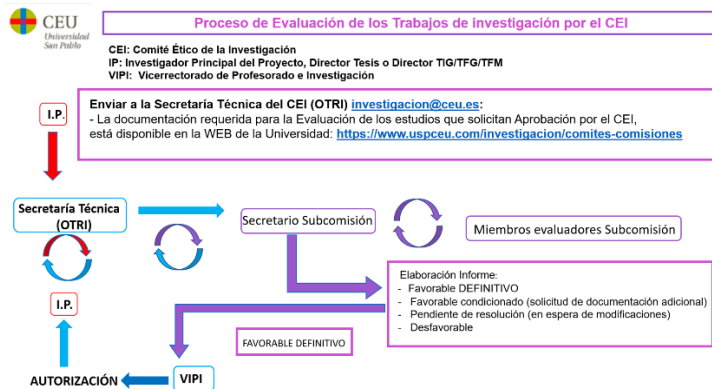 CEU
Universidad
San Pablo
Proceso de Evaluación de los Trabajos de investigación por el CEI
CEI: Comité Ético de la Investigación
IP: Investigador Principal del Proyecto, Director Tesis o Director TIG/TFG/TFM
VIPI: Vicerrectorado de Profesorado e Investigación
I.P.
Enviar a la Secretaría Técnica del CEI (OTRI) investigacion@ceu.es:
- La documentación requerida para la Evaluación de los estudios que solicitan Aprobación por el CEI,
está disponible en la WEB de la Universidad: https://www.uspceu.com/investigacion/comites-comisiones
Secretaría Técnica
(OTRI)
Secretario Subcomisión
Miembros evaluadores Subcomisión
Elaboración Informe:
- Favorable DEFINITIVO
- Favorable condicionado (solicitud de documentación adicional)
- Pendiente de resolución (en espera de modificaciones)
- Desfavorable
I.P.
FAVORABLE DEFINITIVO
AUTORIZACIÓN
VIPI